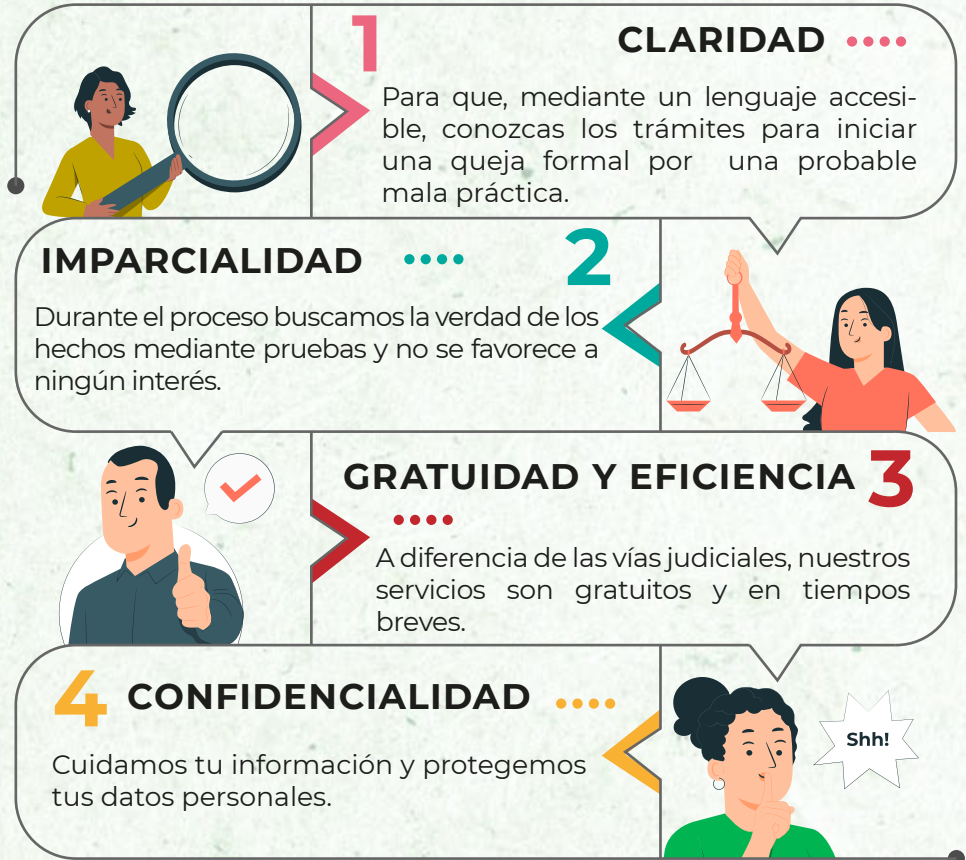 1
CLARIDAD
Para que, mediante un lenguaje accesi-
ble, conozcas los trámites para iniciar
una queja formal por una probable
mala práctica.
IMPARCIALIDAD
2
Durante el proceso buscamos la verdad de los
hechos mediante pruebas y no se favorece a
ningún interés.
GRATUIDAD Y EFICIENCIA
3
A diferencia de las vías judiciales, nuestros
servicios son gratuitos y en tiempos
breves.
4
CONFIDENCIALIDAD
Cuidamos tu información y protegemos
tus datos personales.
Shh!